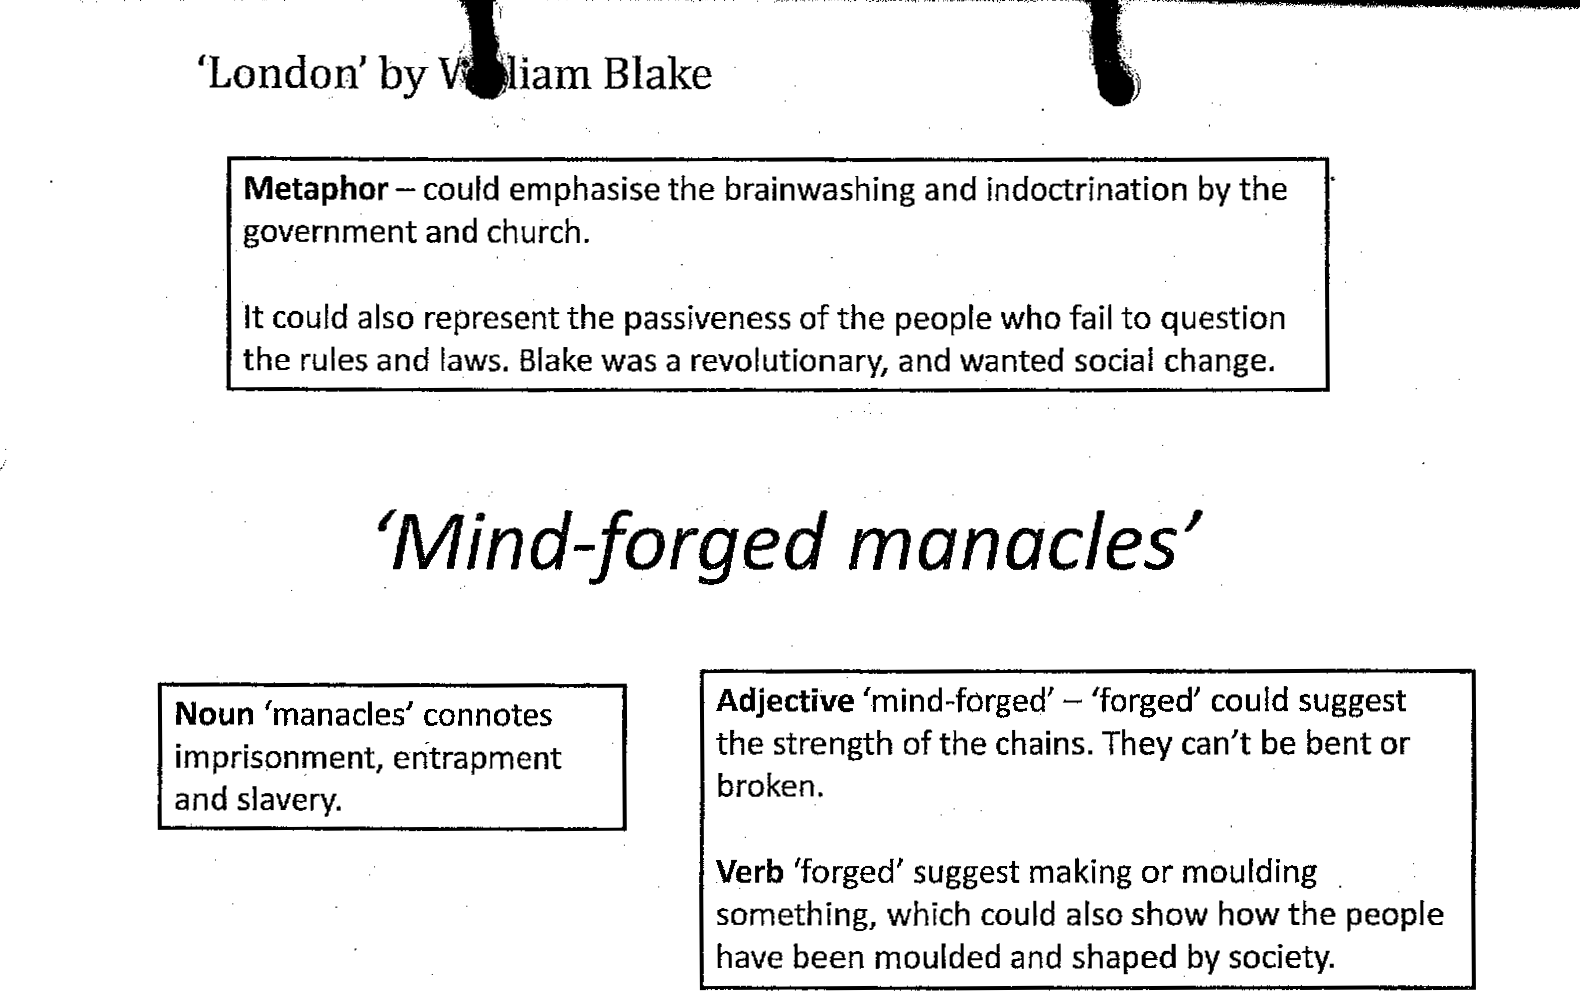 ‘London’ by William Blake
Metaphor – could emphasise the brainwashing and indoctrination by the
government and church.
It could also represent the passiveness of the people who fail to question
the rules and laws. Blake was a revolutionary, and wanted social change.
‘Mind-forged manacles’
Noun ‘manacles’ connotes
imprisonment, entrapment
and slavery.
Adjective ‘mind-forged’ – ‘forged’ could suggest
the strength of the chains. They can’t be bent or
broken.
Verb ‘forged’ suggest making or moulding
something, which could also show how the people
have been moulded and shaped by society.